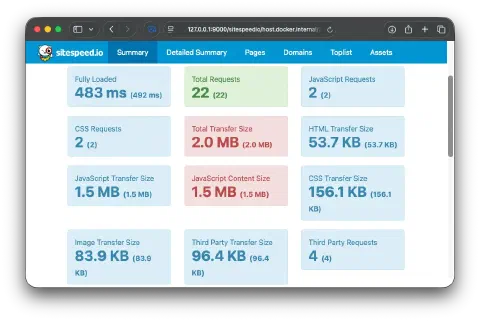 127.0.0.1:9000/sitespeedio/host.docker.internal
sitespeed.io Summary Detailed Summary Pages Domains Toplist Assets
Fully Loaded Total Requests JavaScript Requests
483 ms (492 ms) 22 (22) 2 (2)
CSS Requests Total Transfer Size HTML Transfer Size
2 (2) 2.0 MB (2.0 MB) 53.7 KB (53.7 KB)
JavaScript Transfer Size JavaScript Content Size CSS Transfer Size
1.5 MB (1.5 MB) 1.5 MB (1.5 MB) 156.1 KB (156.1
KB)
Image Transfer Size Third Party Transfer Size Third Party Requests
83.9 KB (83.9 96.4 KB (96.4 4 (4)
KB) KB)